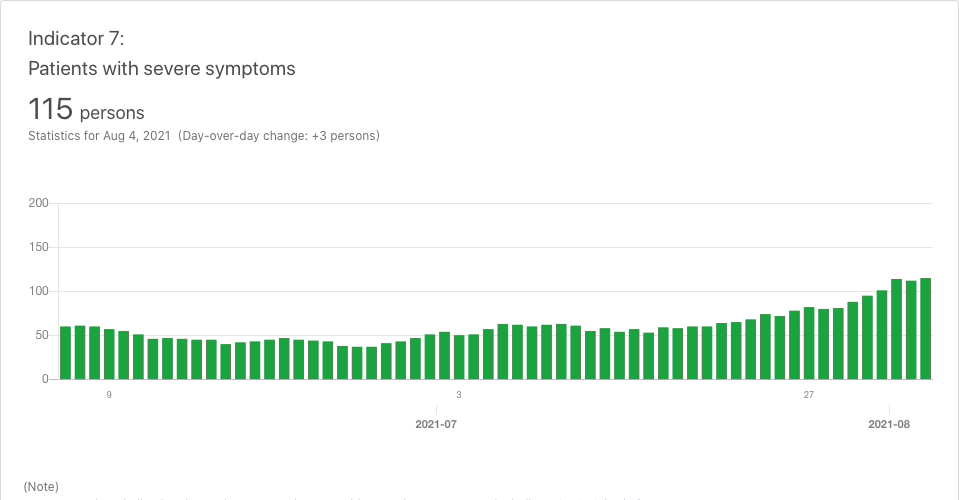 Indicator 7:
Patients with severe symptoms
115 persons
Statistics for Aug 4, 2021 (Day-over-day change: +3 persons)
200
150
100
50
0
9 3 27
2021-07 2021-08
(Note)